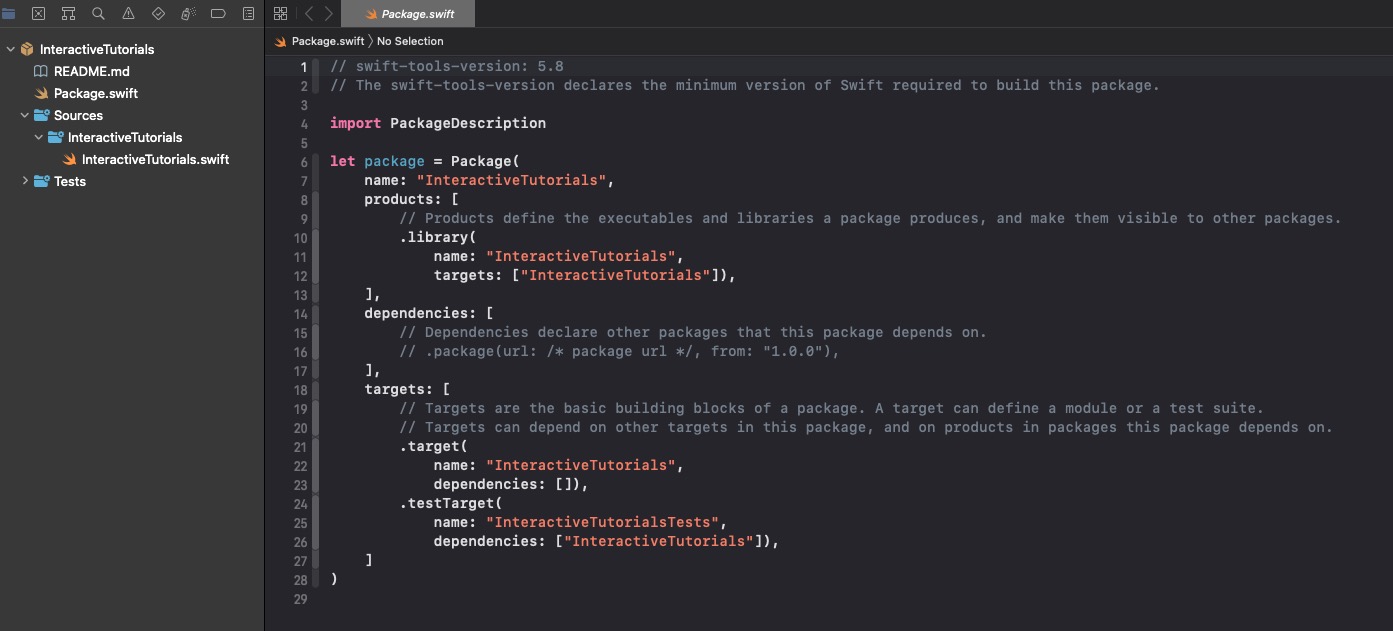 Package.swift
InteractiveTutorials
README.md
Package.swift
Sources
InteractiveTutorials
InteractiveTutorials.swift
Tests
Package.swift 〉 No Selection
1 // swift-tools-version: 5.8
2 // The swift-tools-version declares the minimum version of Swift required to build this package.
3
4 import PackageDescription
5
6 let package = Package(
7     name: "InteractiveTutorials",
8     products: [
9         // Products define the executables and libraries a package produces, and make them visible to other packages.
10         .library(
11             name: "InteractiveTutorials",
12             targets: ["InteractiveTutorials"]),
13     ],
14     dependencies: [
15         // Dependencies declare other packages that this package depends on.
16         // .package(url: /* package url */, from: "1.0.0"),
17     ],
18     targets: [
19         // Targets are the basic building blocks of a package. A target can define a module or a test suite.
20         // Targets can depend on other targets in this package, and on products in packages this package depends on.
21         .target(
22             name: "InteractiveTutorials",
23             dependencies: []),
24         .testTarget(
25             name: "InteractiveTutorialsTests",
26             dependencies: ["InteractiveTutorials"]),
27     ]
28 )
29